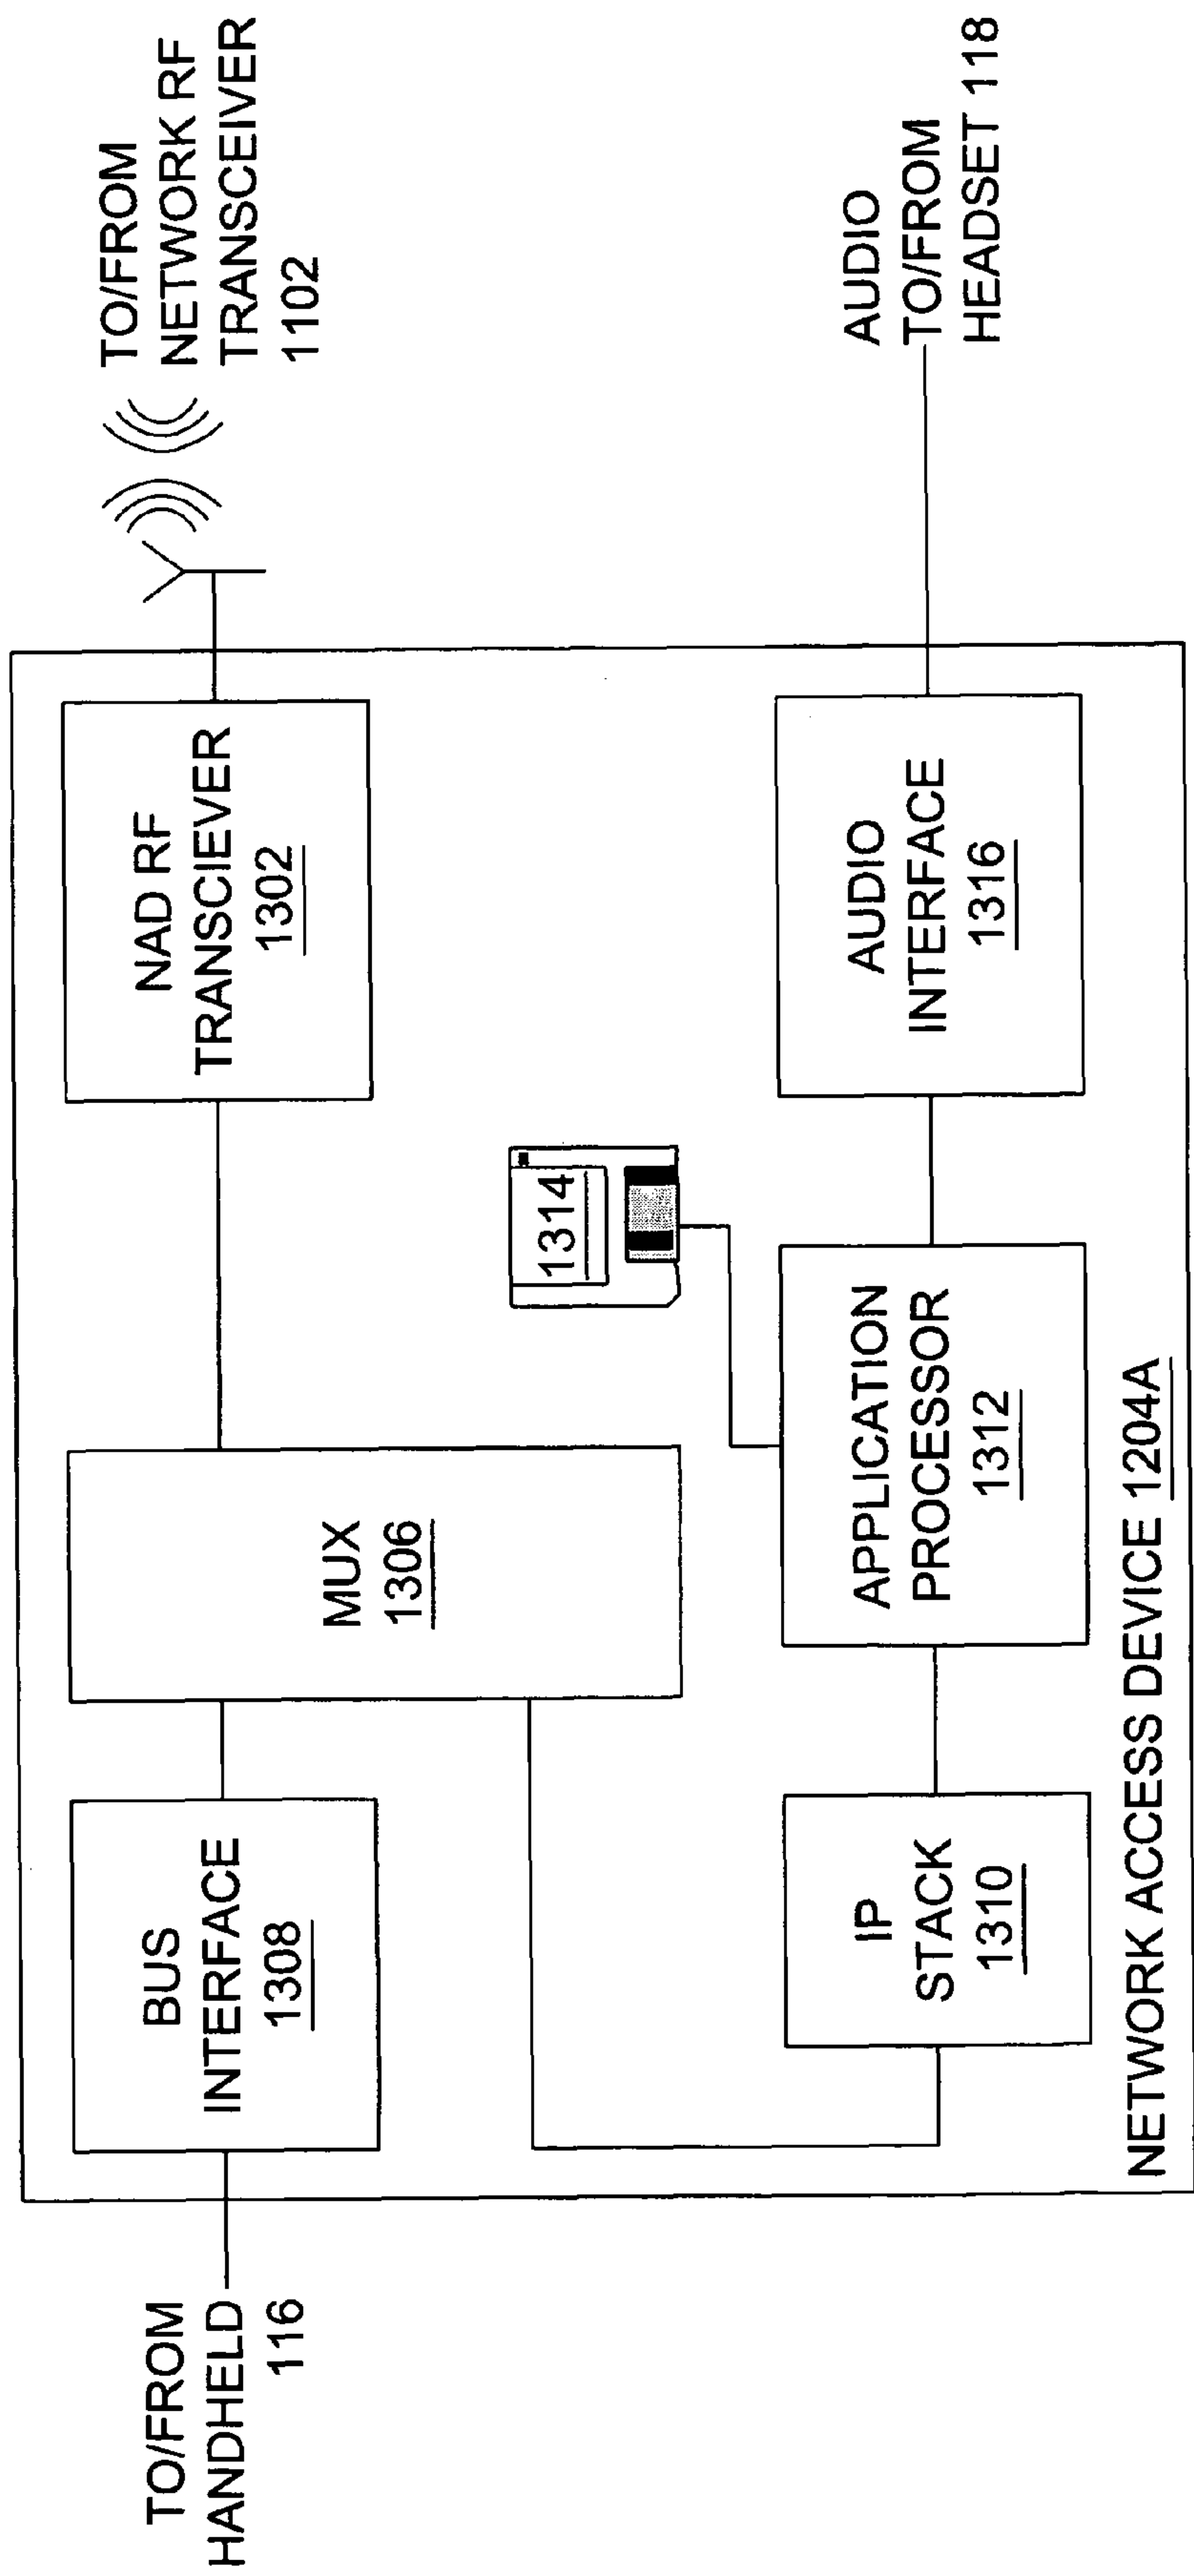 TO/FROM
HANDHELD
116
BUS
INTERFACE
1308
MUX
1306
NAD RF
TRANSCIEVER
1302
TO/FROM
NETWORK RF
TRANSCEIVER
1102
1314
IP
STACK
1310
APPLICATION
PROCESSOR
1312
AUDIO
INTERFACE
1316
AUDIO
TO/FROM
HEADSET 118
NETWORK ACCESS DEVICE 1204A